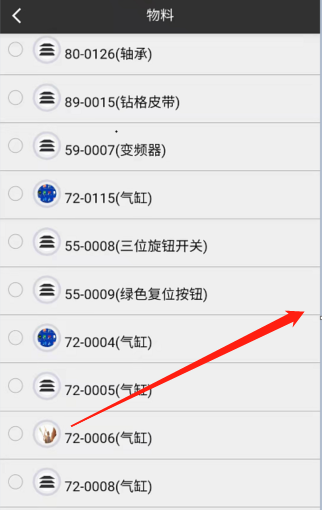 物料
80-0126(轴承)
89-0015(钻格皮带)
59-0007(变频器)
72-0115(气缸)
55-0008(三位旋钮开关)
55-0009(绿色复位按钮)
72-0004(气缸)
72-0005(气缸)
72-0006(气缸)
72-0008(气缸)